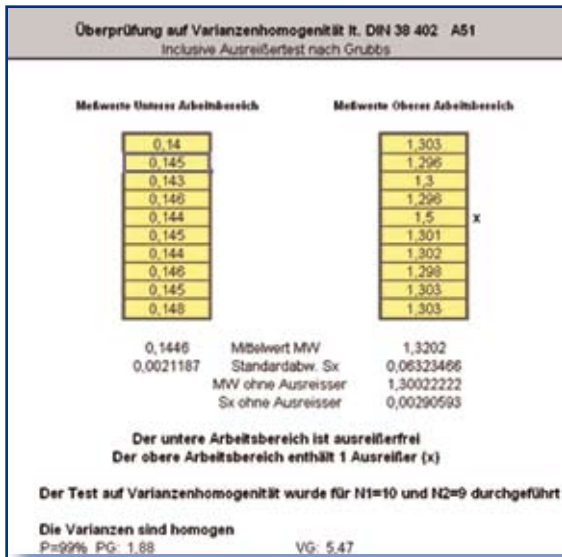 Überprüfung auf Varianzenhomogenität lt. DIN 38 402 A51
Inclusive Ausreißertest nach Grubbs
Meßwerte Unterer Arbeitsbereich Meßwerte Oberer Arbeitsbereich
0,14 1,303
0,145 1,296
0,143 1,3
0,146 1,296
0,144 1,5 x
0,145 1,301
0,144 1,302
0,146 1,298
0,145 1,303
0,148 1,303
0,1446 Mittelwert MW 1,3202
0,0021187 Standardabw. Sx 0,06323466
MW ohne Ausreisser 1,30022222
Sx ohne Ausreisser 0,00290593
Der untere Arbeitsbereich ist ausreißerfrei
Der obere Arbeitsbereich enthält 1 Ausreißer (x)
Der Test auf Varianzenhomogenität wurde für N1=10 und N2=9 durchgeführt
Die Varianzen sind homogen
P=99% PG: 1,88 VG: 5,47